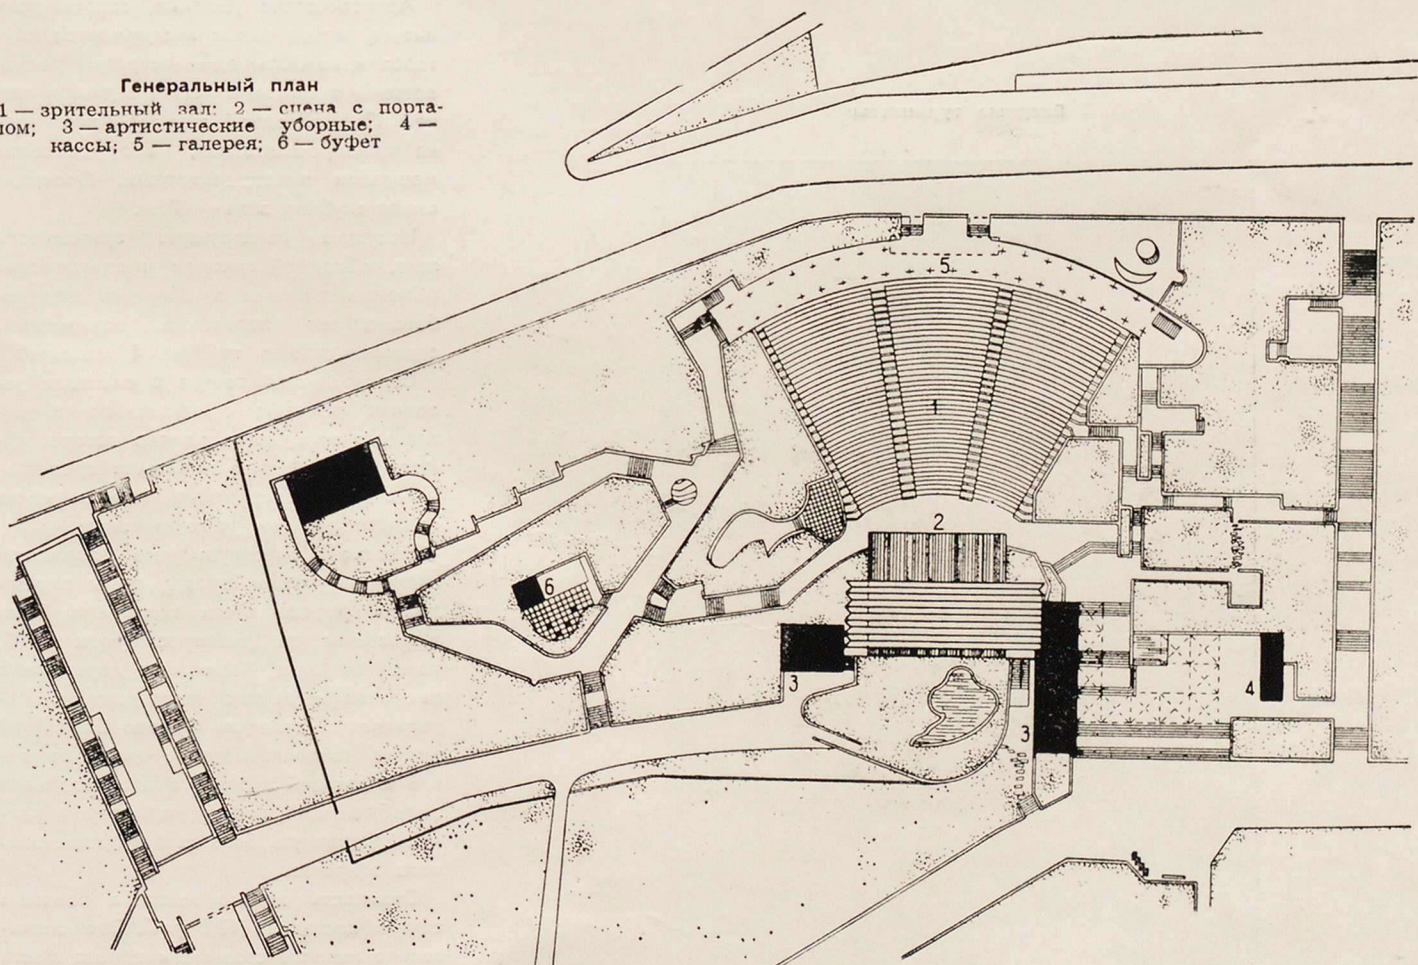 Генеральный план
1 — зрительный зал; 2 — сцена с порта-
лом; 3 — артистические уборные; 4 —
кассы; 5 — галерея; 6 — буфет
5
1
2
6
3
4
3